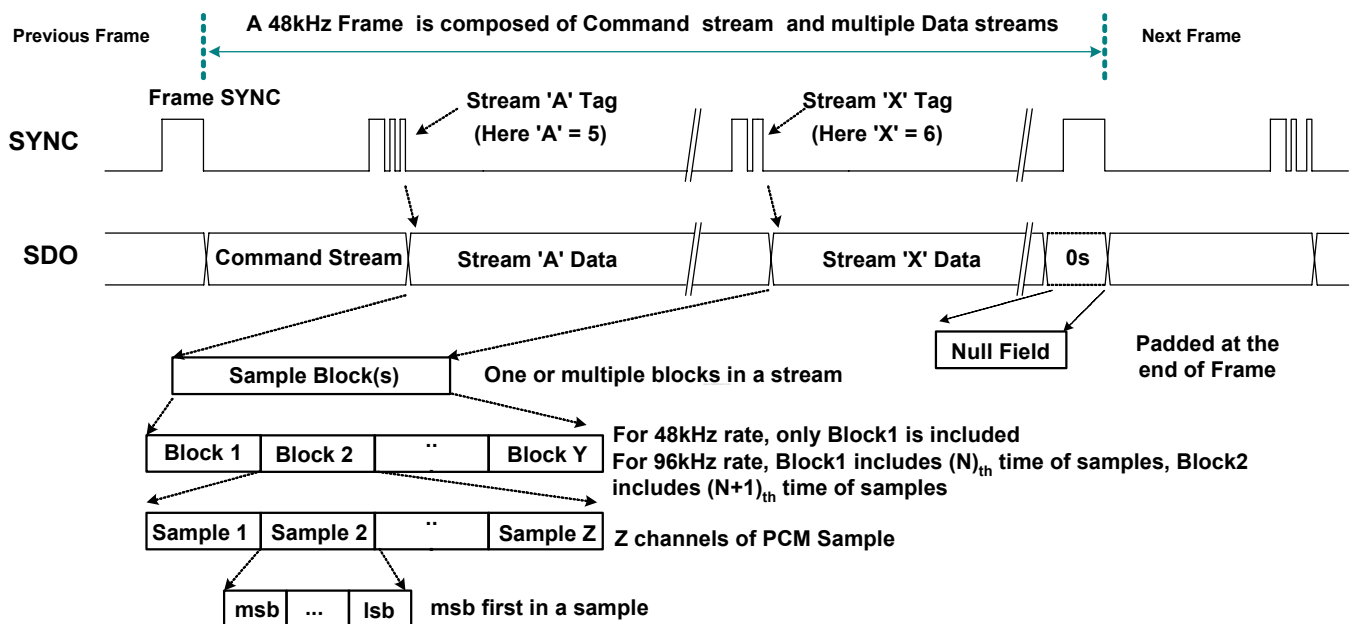 Previous Frame
A 48kHz Frame is composed of Command stream and multiple Data streams
Next Frame
Frame SYNC
Stream 'A' Tag
(Here 'A' = 5)
Stream 'X' Tag
(Here 'X' = 6)
SYNC
SDO
Command Stream
Stream 'A' Data
Stream 'X' Data
0s
Null Field
Padded at the
end of Frame
Sample Block(s)
One or multiple blocks in a stream
Block 1
Block 2
..
Block Y
For 48kHz rate, only Block1 is included
For 96kHz rate, Block1 includes (N)th time of samples, Block2
includes (N+1)th time of samples
Sample 1
Sample 2
..
Sample Z
Z channels of PCM Sample
msb
...
lsb
msb first in a sample